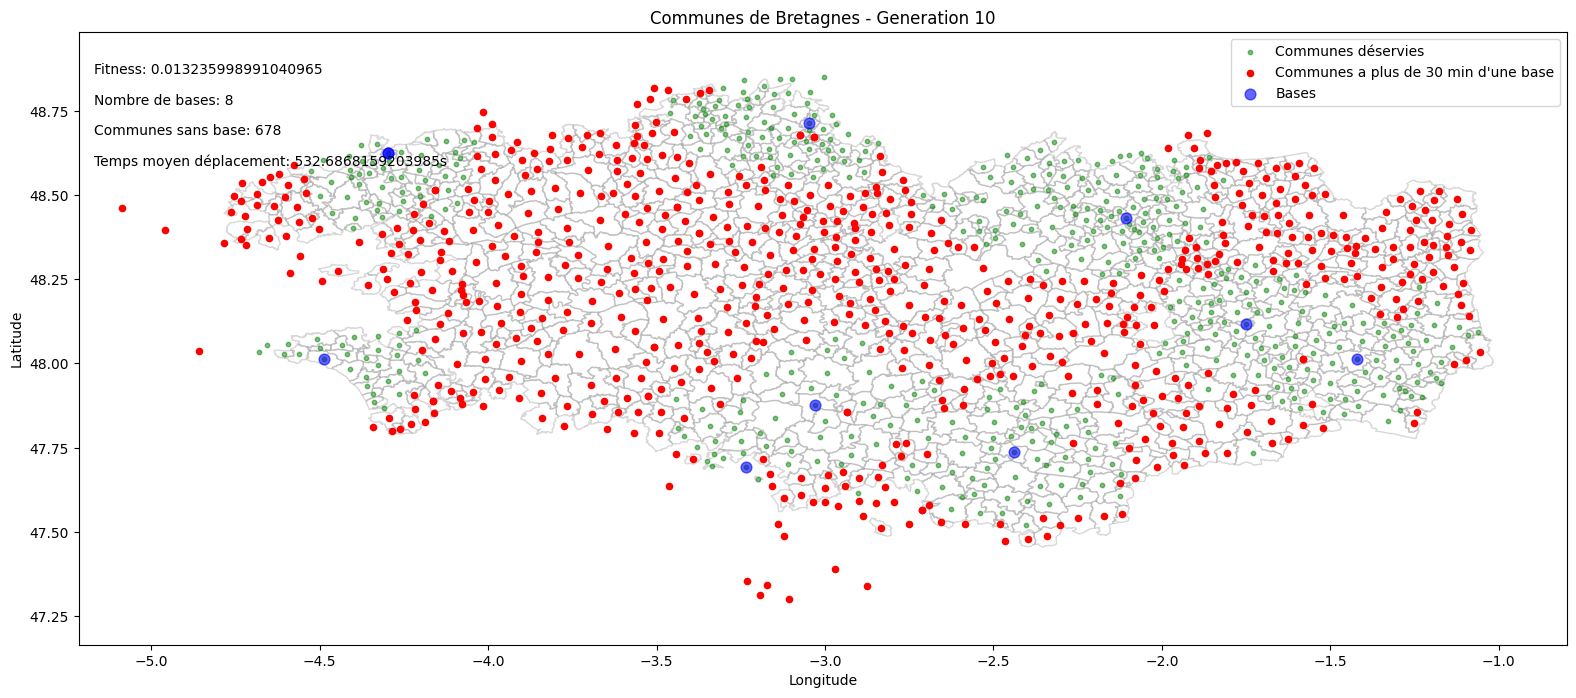 Communes de Bretagnes - Generation 10
Fitness: 0.013235998991040965
Nombre de bases: 8
Communes sans base: 678
Temps moyen déplacement: 532.6868159203985s
Communes déservies
Communes a plus de 30 min d'une base
Bases
Latitude
48.75
48.50
48.25
48.00
47.75
47.50
47.25
−5.0 −4.5 −4.0 −3.5 −3.0 −2.5 −2.0 −1.5 −1.0
Longitude